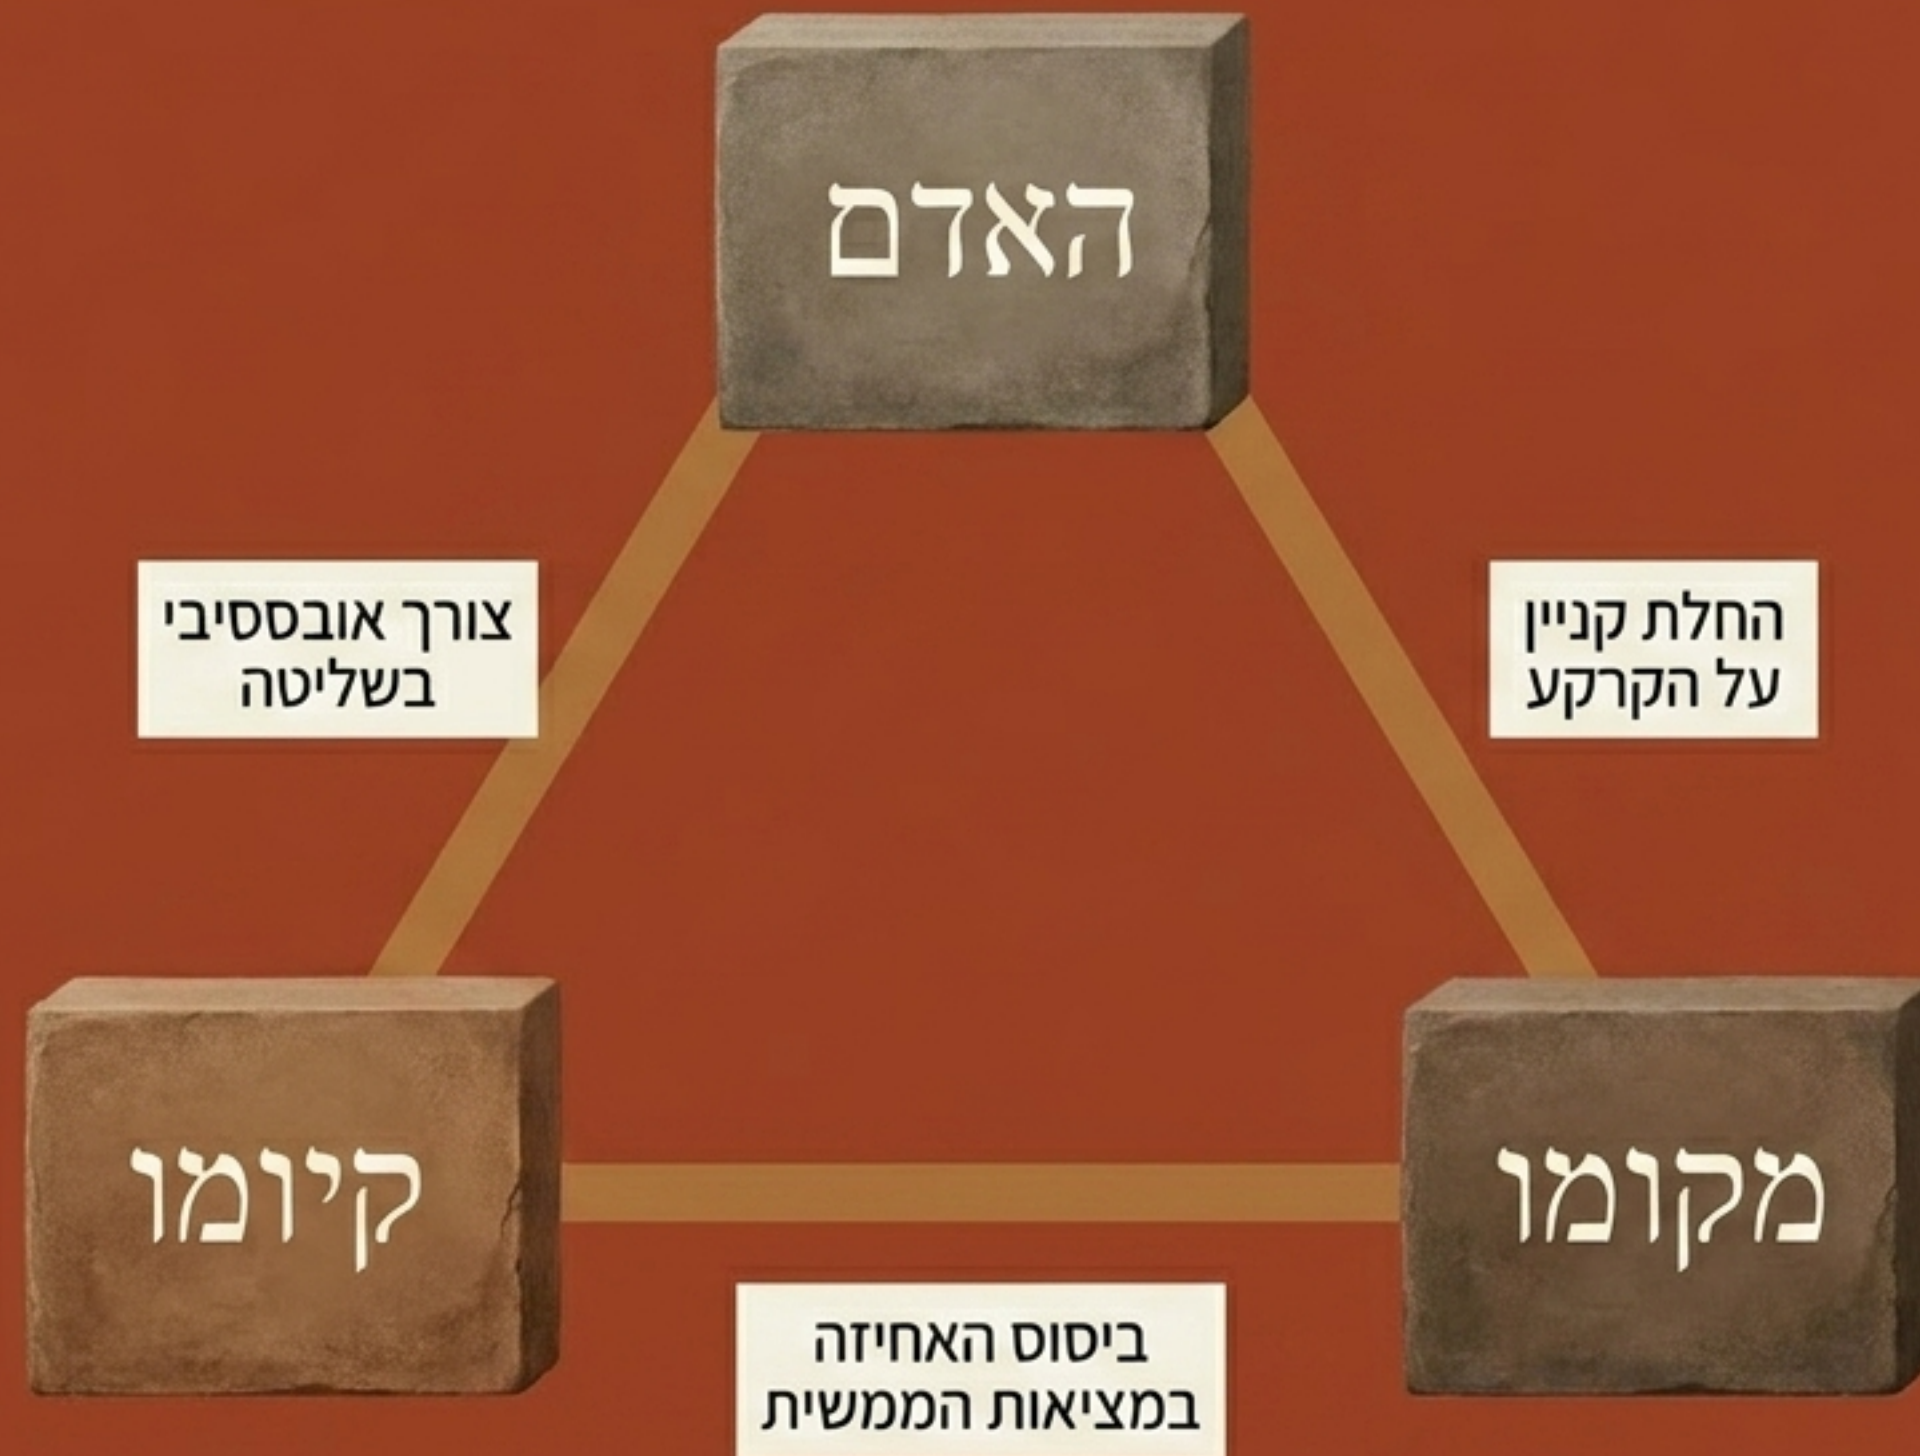 האדם
החלת קניין
על הקרקע
צורך אובססיבי
בשליטה
מקומו
קיומו
ביסוס האחיזה
במציאות הממשית